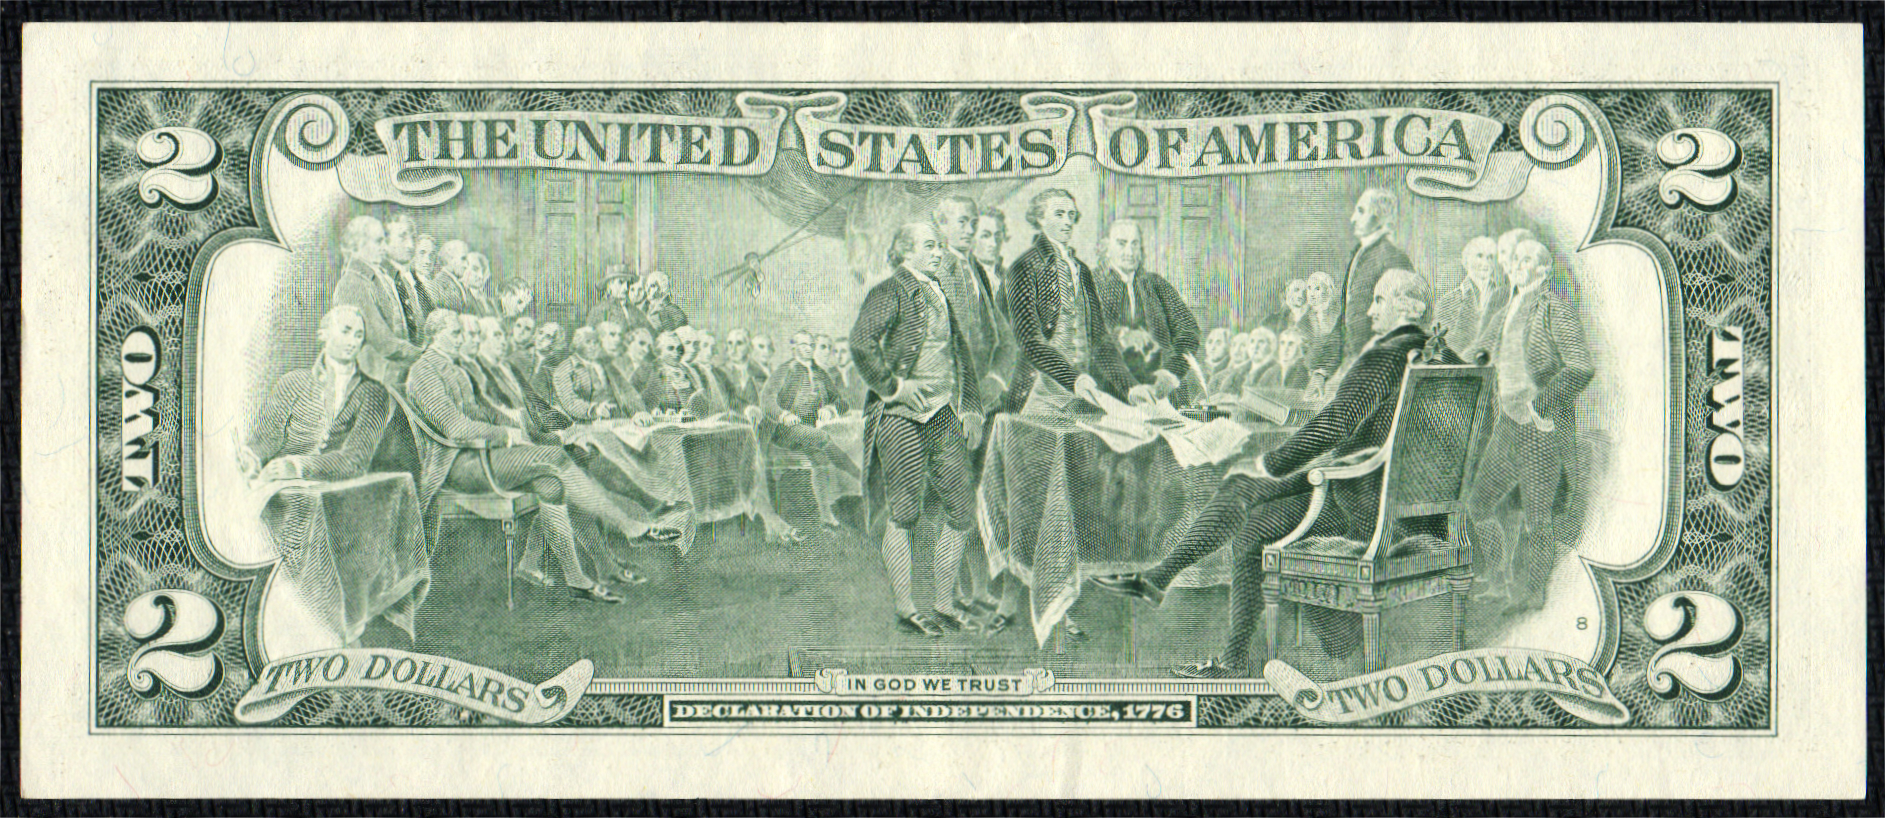 THE UNITED STATES OF AMERICA
2
2
TWO
TWO
8
2
2
TWO DOLLARS
IN GOD WE TRUST
TWO DOLLARS
DECLARATION OF INDEPENDENCE, 1776